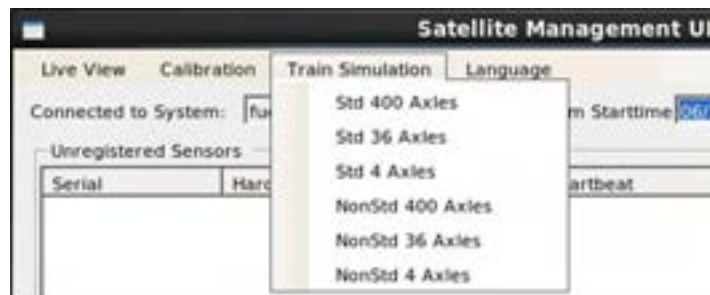 Satellite Management UI
Live View Calibration Train Simulation Language
Connected to System: Starttime 06/
Std 400 Axles
Std 36 Axles
Std 4 Axles
NonStd 400 Axles
NonStd 36 Axles
NonStd 4 Axles
Unregistered Sensors
Serial